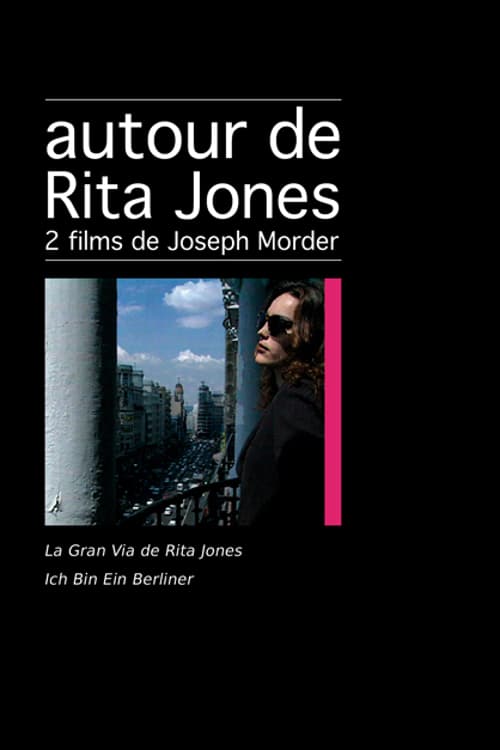 autour de
Rita Jones
2 films de Joseph Morder
La Gran Via de Rita Jones
Ich Bin Ein Berliner